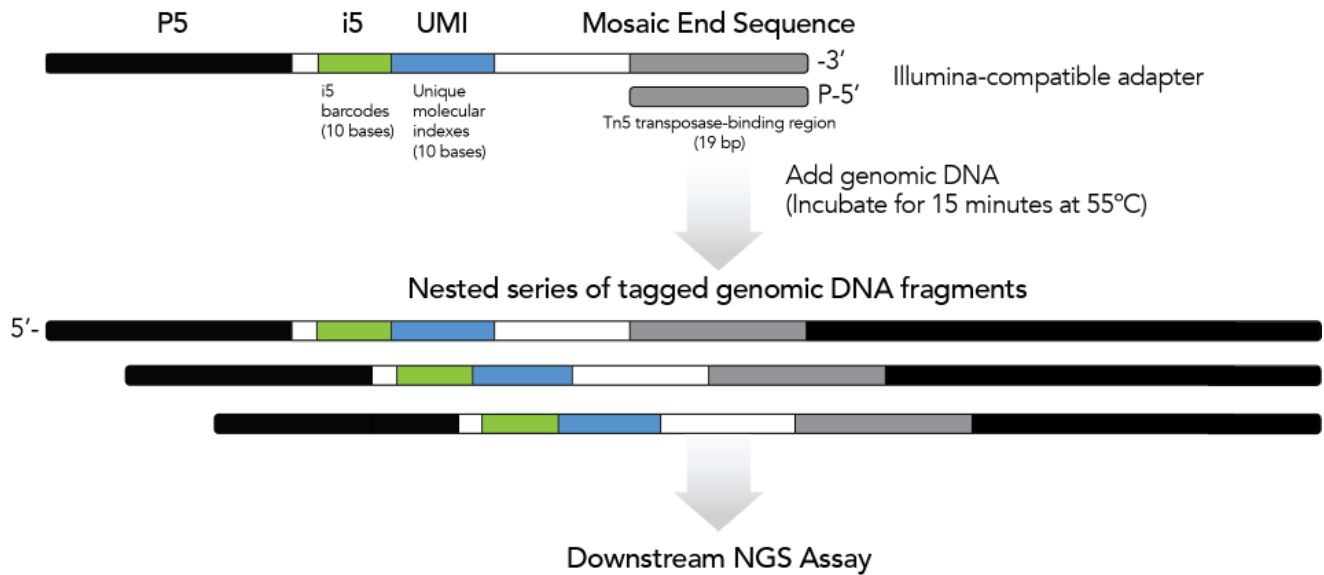 P5 i5 UMI Mosaic End Sequence
-3’
P-5’
Illumina-compatible adapter
i5
barcodes
(10 bases)
Unique
molecular
indexes
(10 bases)
Tn5 transposase-binding region
(19 bp)
Add genomic DNA
(Incubate for 15 minutes at 55ºC)
Nested series of tagged genomic DNA fragments
5’-
Downstream NGS Assay